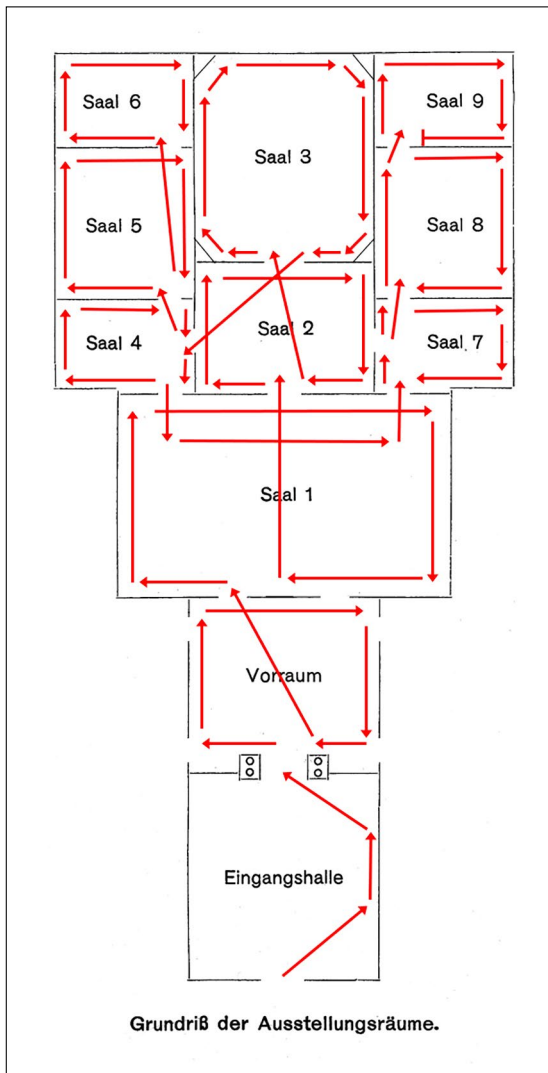 Saal 6
Saal 3
Saal 9
Saal 5
Saal 8
Saal 4
Saal 2
Saal 7
Saal 1
Vorraum
Eingangshalle
Grundriß der Ausstellungsräume.